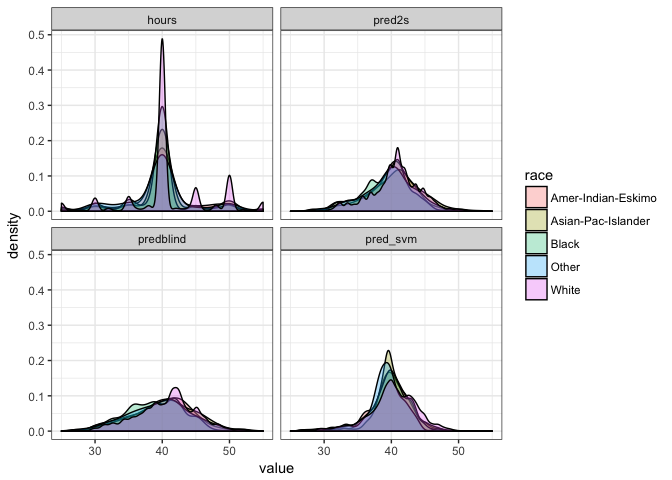 hours
pred2s
0.5
0.4
0.3
0.2
0.1
0.0
predblind
pred_svm
0.5
0.4
0.3
0.2
0.1
0.0
30
40
50
30
40
50
value
density
race
Amer-Indian-Eskimo
Asian-Pac-Islander
Black
Other
White